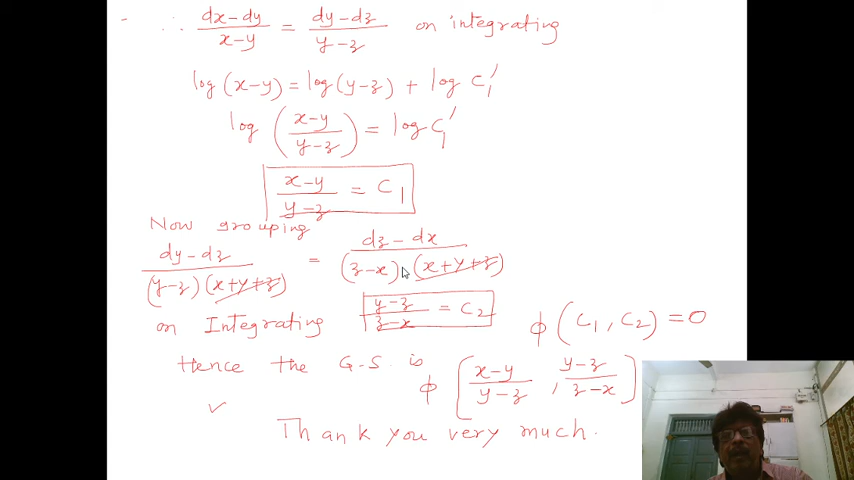 ∴ dx-dy/x-y = dy-dz/y-z on integrating
log(x-y) = log(y-z) + log C₁'
log (x-y/y-z) = log C₁'
x-y/y-z = C₁
Now grouping
dy-dz/(y-z)(x+y+z) = dz-dx/(z-x)(x+y+z)
on Integrating y-z/z-x = C₂ φ(C₁, C₂) = 0
Hence the G.S. is φ[x-y/y-z, y-z/z-x]
Thank you very much.